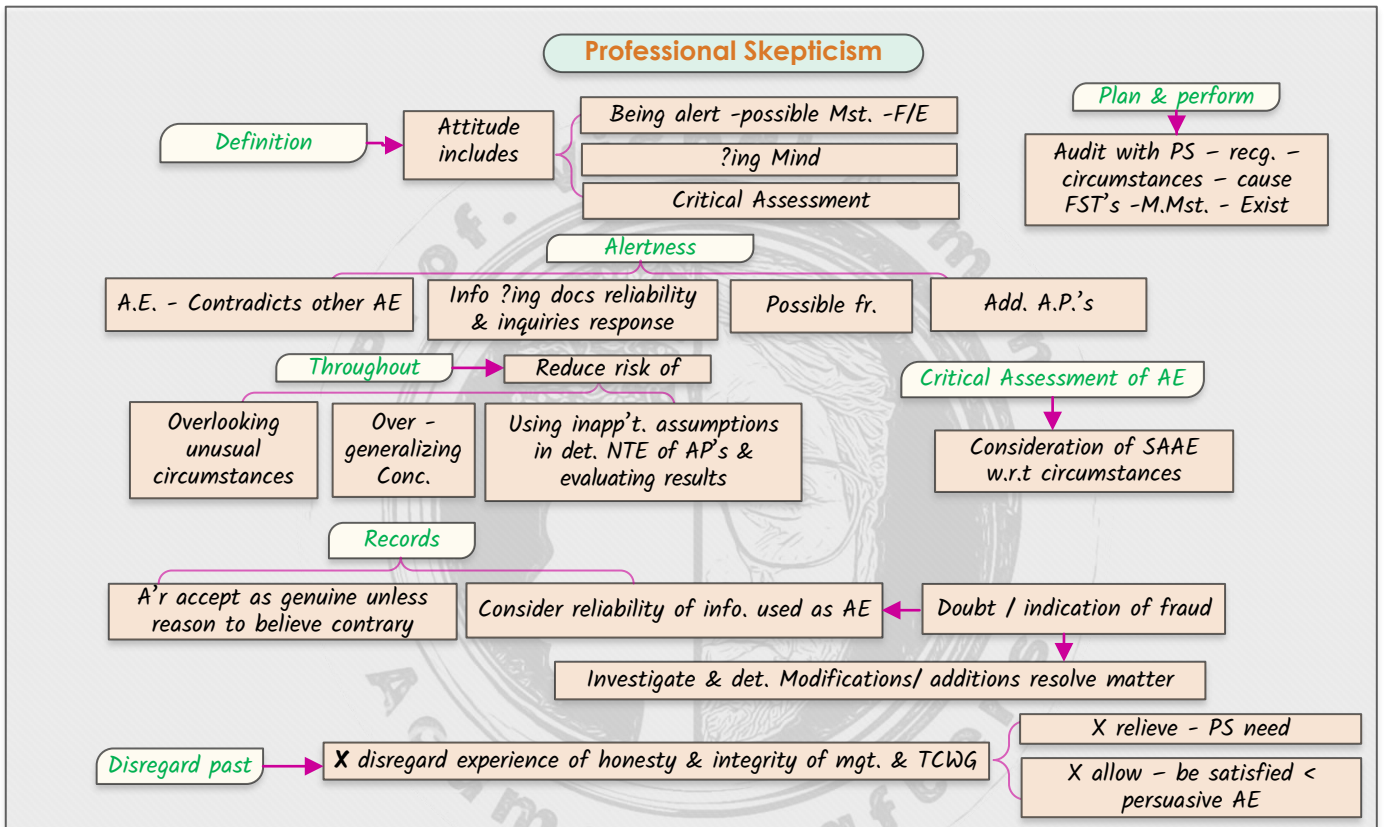 Professional Skepticism
Definition
Attitude
includes
Being alert -possible Mst. -F/E
?ing Mind
Critical Assessment
Plan & perform
Audit with PS – recg. –
circumstances – cause
FST's -M.Mst. - Exist
Alertness
A.E. - Contradicts other AE
Info ?ing docs reliability
& inquiries response
Possible fr.
Add. A.P.'s
Throughout
Reduce risk of
Overlooking
unusual
circumstances
Over -
generalizing
Conc.
Using inapp't. assumptions
in det. NTE of AP's &
evaluating results
Critical Assessment of AE
Consideration of SAAE
w.r.t circumstances
Records
A'r accept as genuine unless
reason to believe contrary
Consider reliability of info. used as AE
Doubt / indication of fraud
Investigate & det. Modifications/ additions resolve matter
Disregard past
X disregard experience of honesty & integrity of mgt. & TCWG
X relieve - PS need
X allow – be satisfied <
persuasive AE